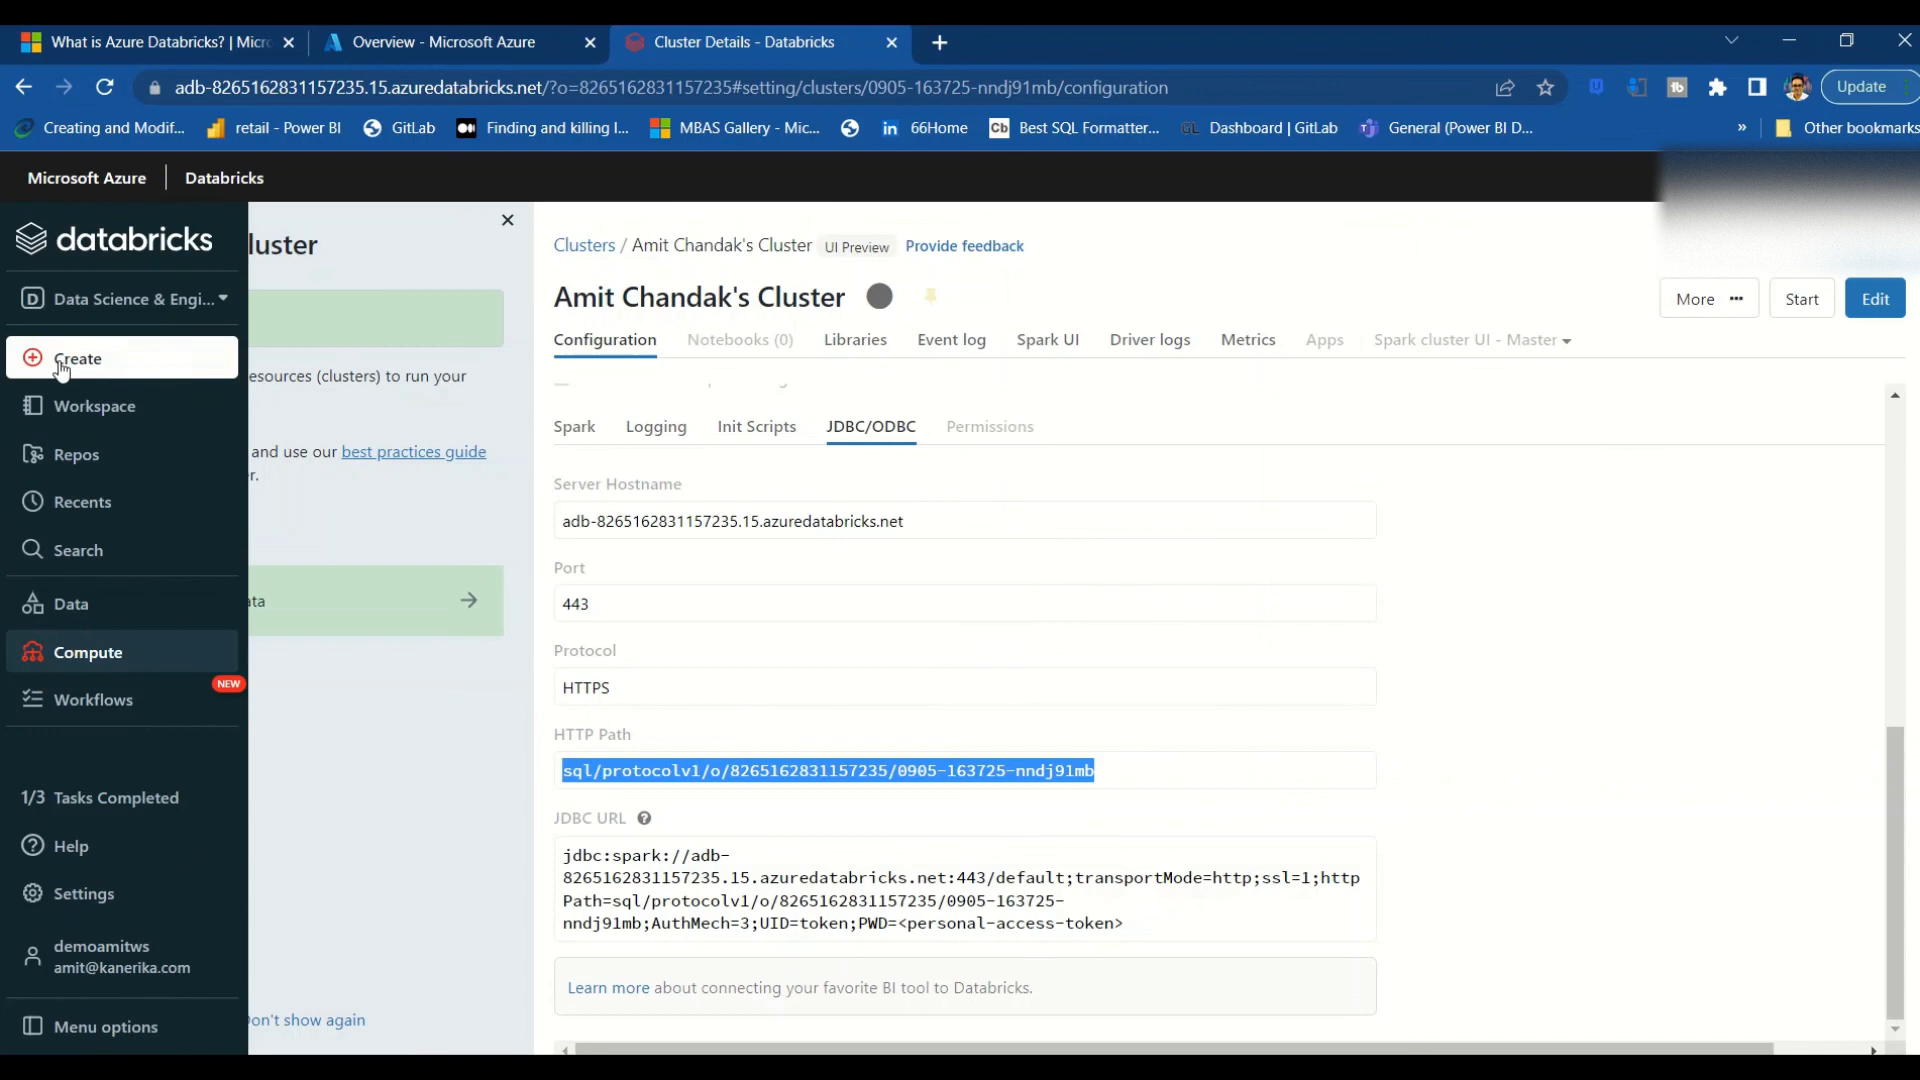 What is Azure Databricks? | Micr
Overview - Microsoft Azure
Cluster Details - Databricks
adb-8265162831157235.15.azuredatabricks.net/?o=8265162831157235#setting/clusters/0905-163725-nndj91mb/configuration
Update
Creating and Modif...
retail - Power BI
GitLab
Finding and killing l...
MBAS Gallery - Mic...
66Home
Best SQL Formatter...
Dashboard | GitLab
General (Power BI D...
Other bookmarks
Microsoft Azure
Databricks
databricks
Data Science & Engi...
Create
Workspace
Repos
Recents
Search
Data
Compute
NEW
Workflows
1/3 Tasks Completed
Help
Settings
demoamitws
amit@kanerika.com
Menu options
luster
esources (clusters) to run your
and use our best practices guide
r.
ata
on't show again
Clusters / Amit Chandak's Cluster UI Preview Provide feedback
Amit Chandak's Cluster
More
Start
Edit
Configuration
Notebooks (0)
Libraries
Event log
Spark UI
Driver logs
Metrics
Apps
Spark cluster UI - Master
Spark
Logging
Init Scripts
JDBC/ODBC
Permissions
Server Hostname
adb-8265162831157235.15.azuredatabricks.net
Port
443
Protocol
HTTPS
HTTP Path
sql/protocolv1/o/8265162831157235/0905-163725-nndj91mb
JDBC URL
jdbc:spark://adb-
8265162831157235.15.azuredatabricks.net:443/default;transportMode=http;ssl=1;http
Path=sql/protocolv1/o/8265162831157235/0905-163725-
nndj91mb;AuthMech=3;UID=token;PWD=<personal-access-token>
Learn more about connecting your favorite BI tool to Databricks.